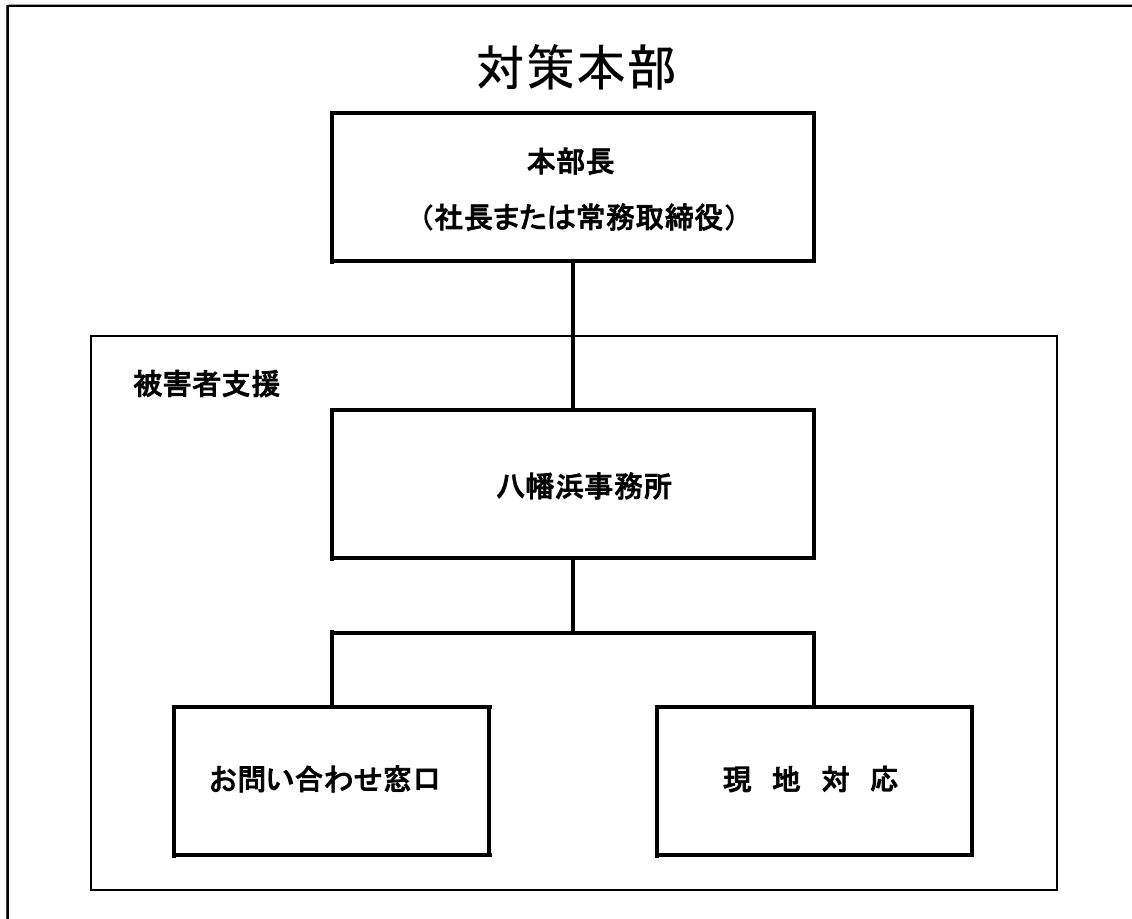 対策本部
本部長
（社長または常務取締役）
被害者支援
八幡浜事務所
お問い合わせ窓口
現 地 対 応